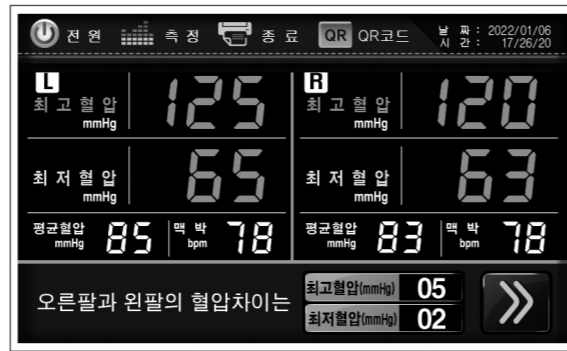 전원 측정 종료 QR QR코드 날짜: 2022/01/06
시간: 17/26/20
L 최고혈압 mmHg 125
R 최고혈압 mmHg 120
최저혈압 mmHg 65
최저혈압 mmHg 63
평균혈압 mmHg 85 맥박 bpm 78
평균혈압 mmHg 83 맥박 bpm 78
오른팔과 왼팔의 혈압차이는
최고혈압(mmHg) 05
최저혈압(mmHg) 02